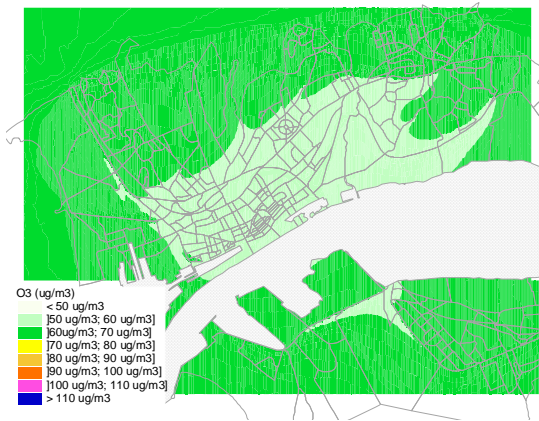 O3 (ug/m3)
< 50 ug/m3
]50 ug/m3; 60 ug/m3]
]60ug/m3; 70 ug/m3]
]70 ug/m3; 80 ug/m3]
]80 ug/m3; 90 ug/m3]
]90 ug/m3; 100 ug/m3]
]100 ug/m3; 110 ug/m3]
> 110 ug/m3